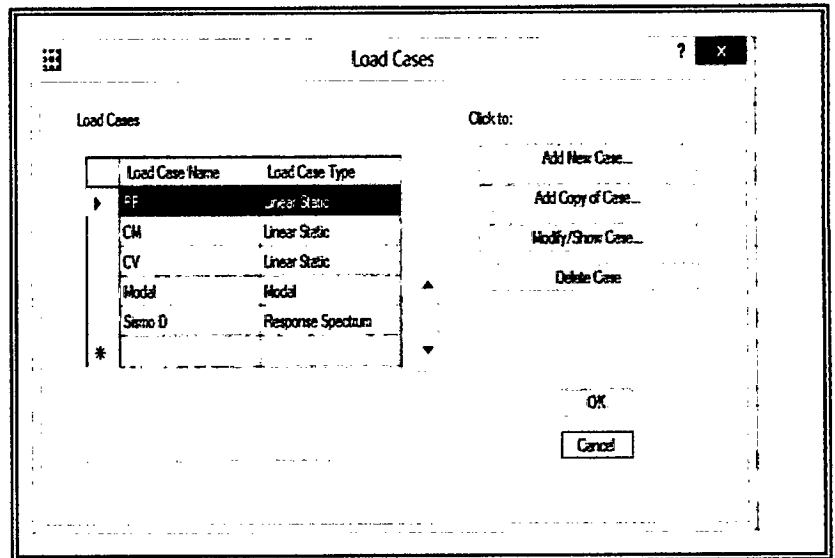 Load Cases
? x
Load Cases
Click to:
Load Case Name Load Case Type
Linear Static
CM Linear Static
CV Linear Static
Modal Modal
Sismo D Response Spectrum
*
Add New Case...
Add Copy of Case...
Modify/Show Case...
Delete Case
OK
Cancel